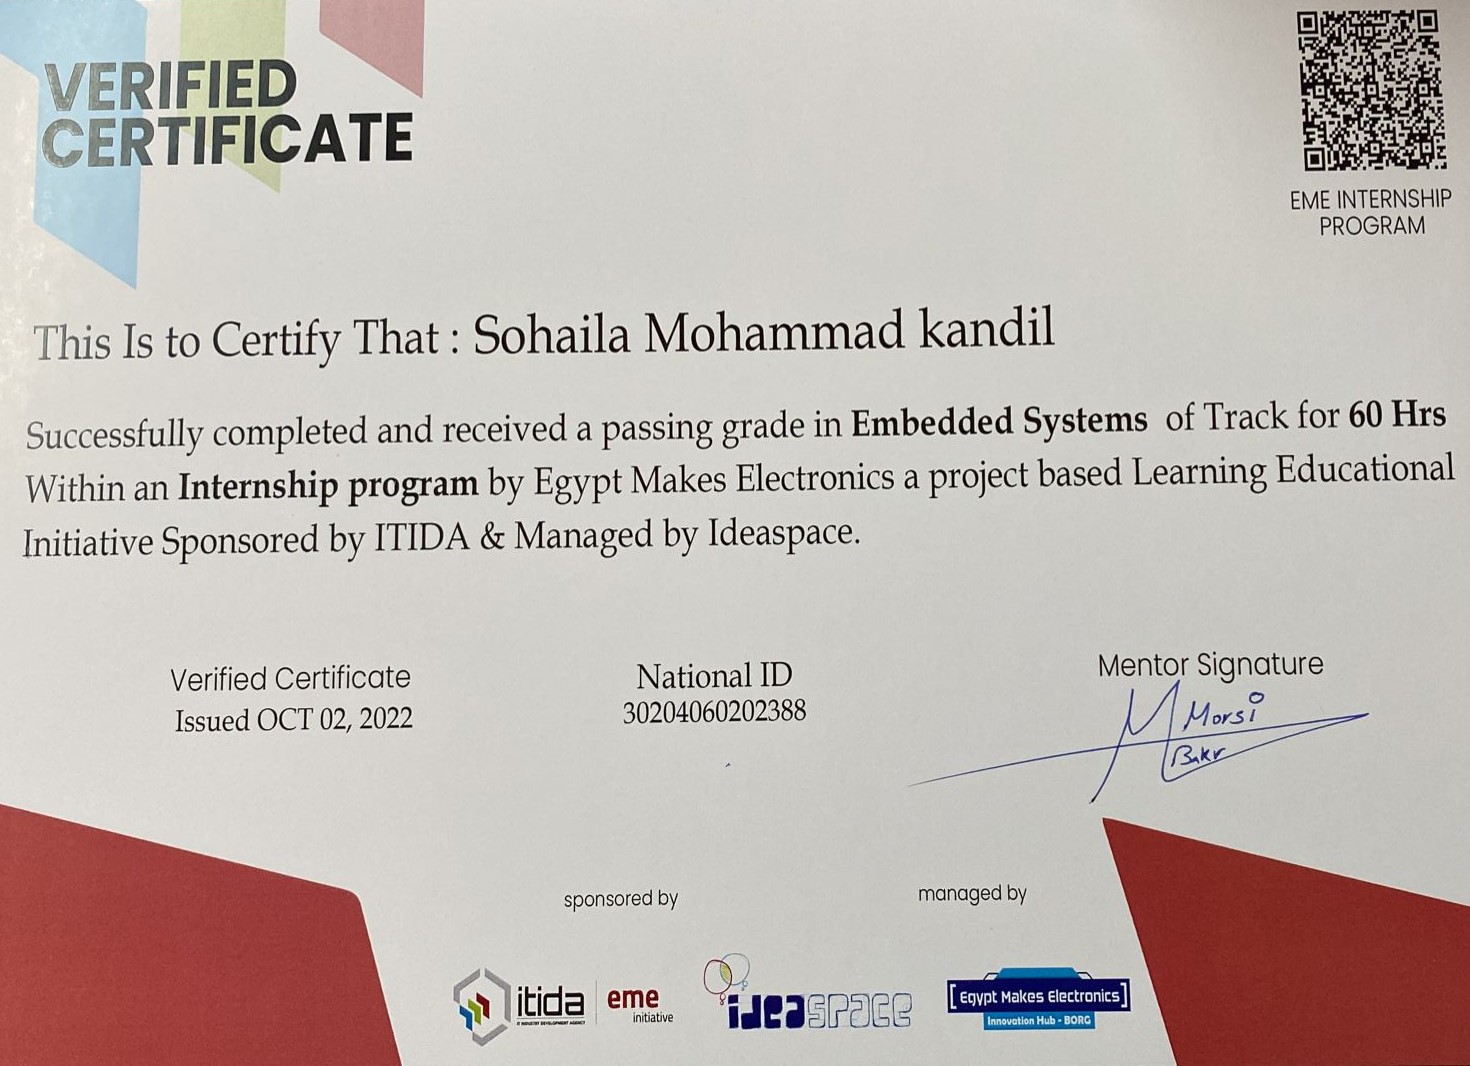 VERIFIED
CERTIFICATE
EME INTERNSHIP
PROGRAM
This Is to Certify That : Sohaila Mohammad kandil
Successfully completed and received a passing grade in Embedded Systems of Track for 60 Hrs
Within an Internship program by Egypt Makes Electronics a project based Learning Educational
Initiative Sponsored by ITIDA & Managed by Ideaspace.
Verified Certificate
Issued OCT 02, 2022
National ID
30204060202388
Mentor Signature
Morsi
Bakr
sponsored by
managed by
itida
IT INDUSTRY DEVELOPMENT AGENCY
eme
initiative
ideaspace
[Egypt Makes Electronics]
Innovation Hub - BORG